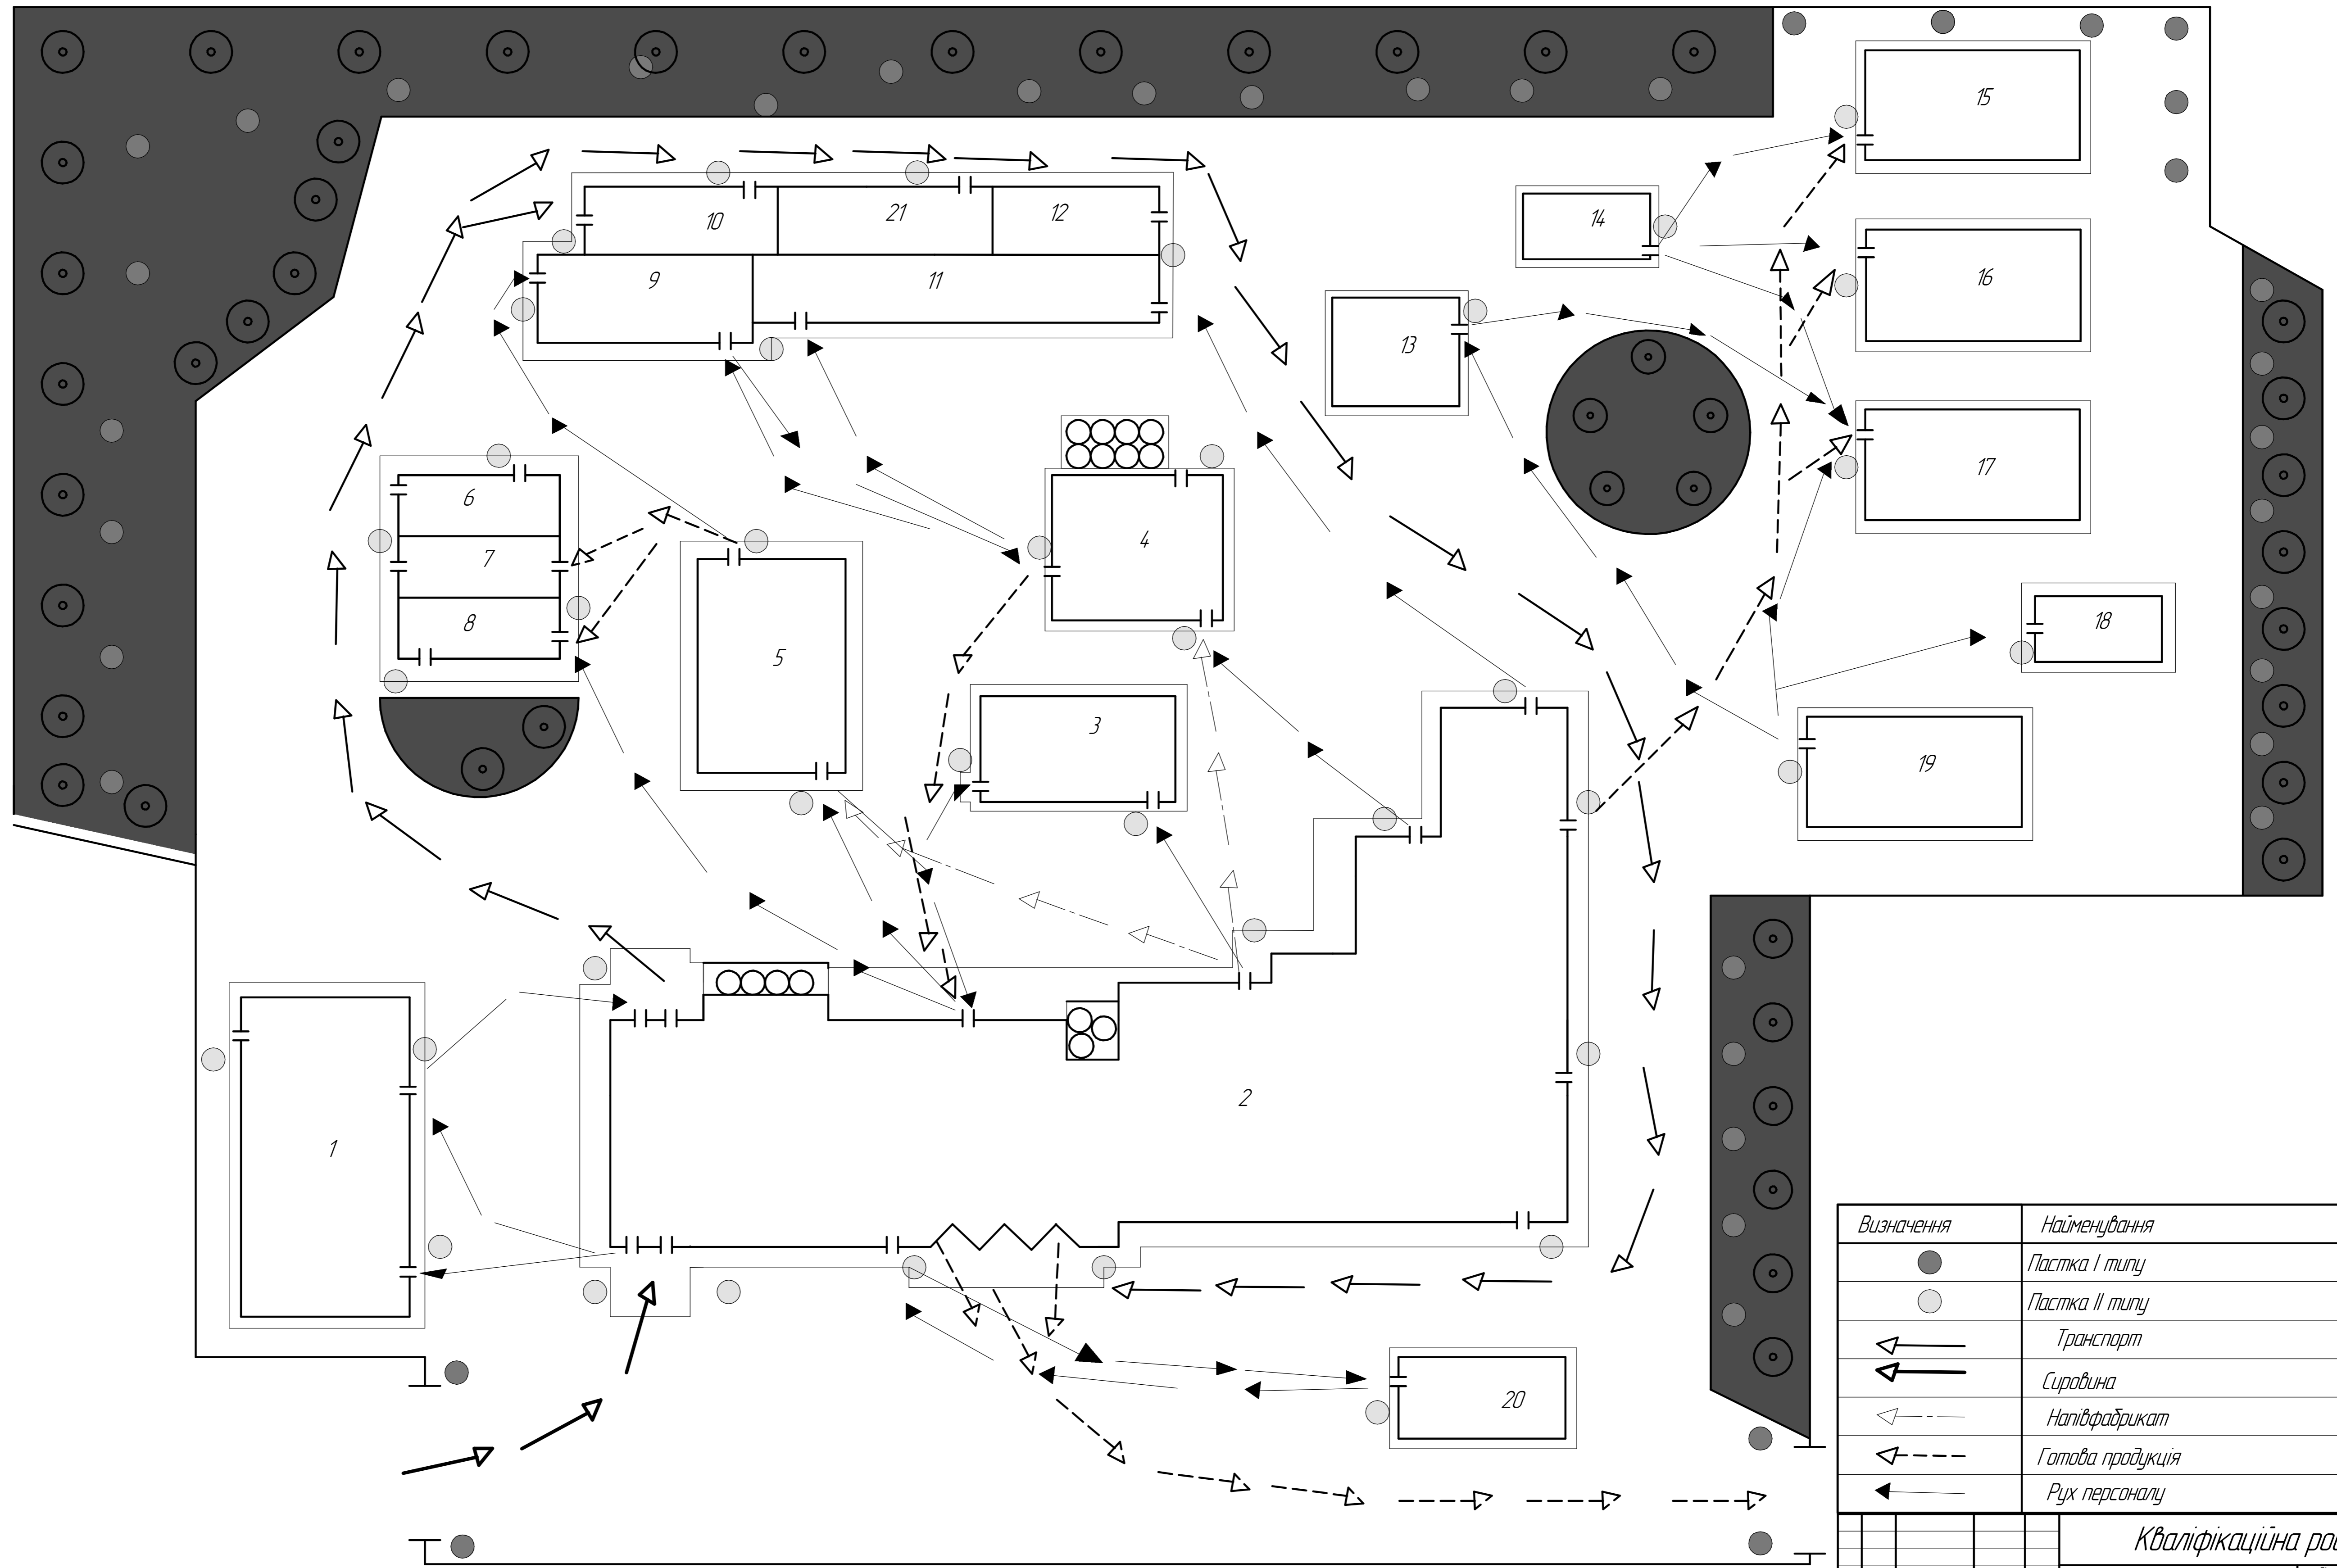 15
10
21
12
14
9
11
16
13
6
17
4
7
8
18
5
3
19
2
1
Визначення
Найменування
Пастка I типу
Пастка II типу
Транспорт
Сировина
20
Напівфабрикат
Готова продукція
Рух персоналу
Кваліфікаційна